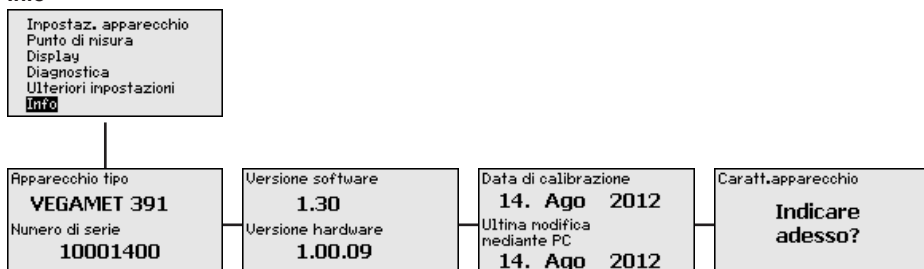 Info
Impostaz. apparecchio
Punto di misura
Display
Diagnostica
Ulteriori impostazioni
Info
Apparecchio tipo
VEGAMET 391
Numero di serie
10001400
Versione software
1.30
Versione hardware
1.00.09
Data di calibrazione
14. Ago 2012
Ultima modifica
mediante PC
14. Ago 2012
Caratt.apparecchio
Indicare
adesso?